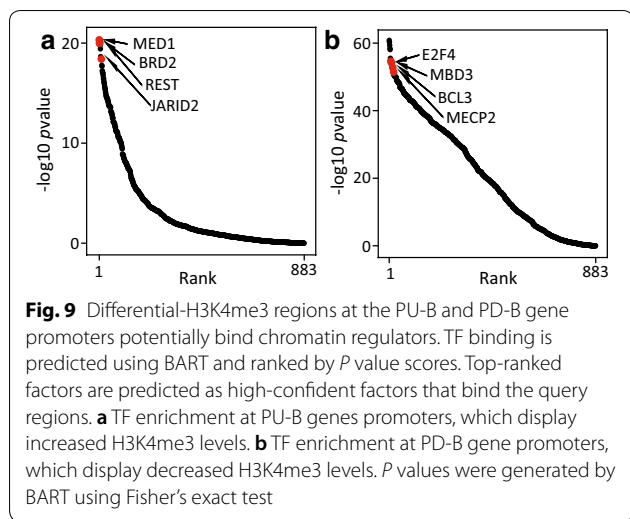 a
b
20
10
0
-log10 pvalue
MED1
BRD2
REST
JARID2
1
883
Rank
60
40
20
0
-log10 pvalue
E2F4
MBD3
BCL3
MECP2
1
883
Rank
Fig. 9 Differential-H3K4me3 regions at the PU-B and PD-B gene
promoters potentially bind chromatin regulators. TF binding is
predicted using BART and ranked by P value scores. Top-ranked
factors are predicted as high-confident factors that bind the query
regions. a TF enrichment at PU-B genes promoters, which display
increased H3K4me3 levels. b TF enrichment at PD-B gene promoters,
which display decreased H3K4me3 levels. P values were generated by
BART using Fisher’s exact test